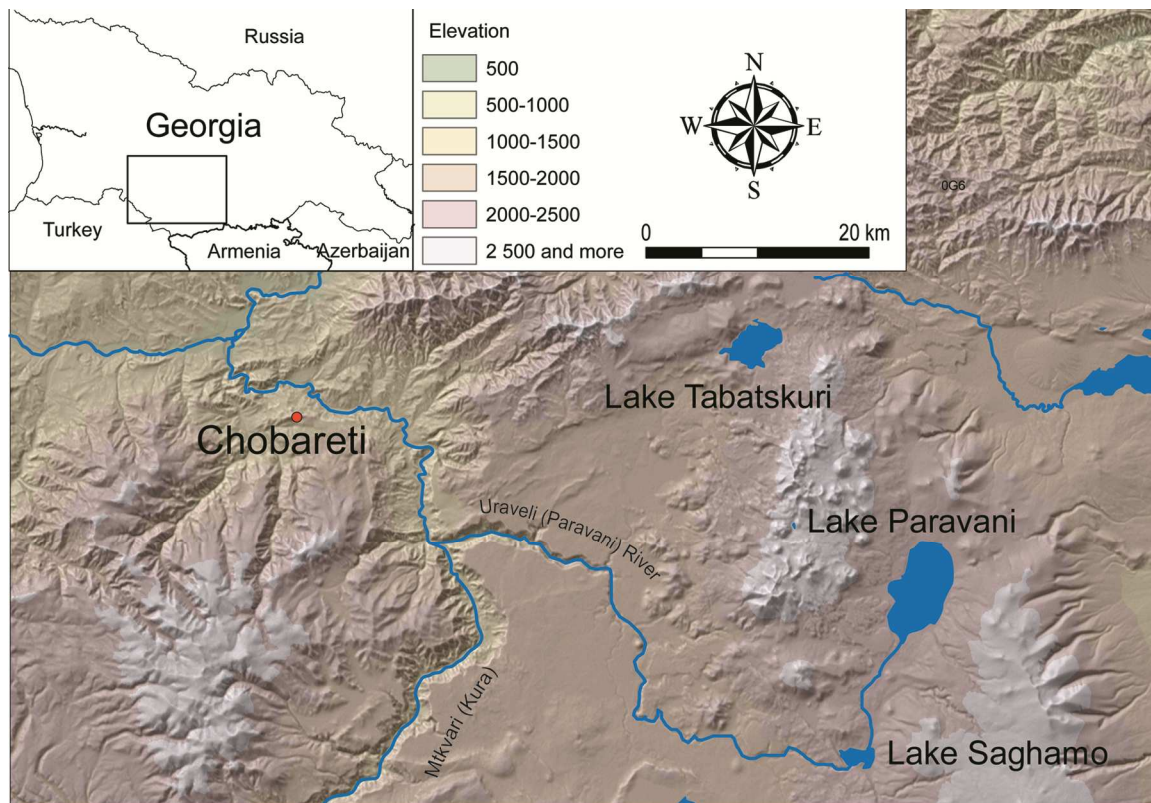 Russia
Georgia
Turkey
Armenia
Azerbaijan
Elevation
500
500-1000
1000-1500
1500-2000
2000-2500
2 500 and more
N
W E
S
0 20 km
0G6
Lake Tabatskuri
Chobareti
Uraveli (Paravani) River
Lake Paravani
Mtkvari (Kura)
Lake Saghamo